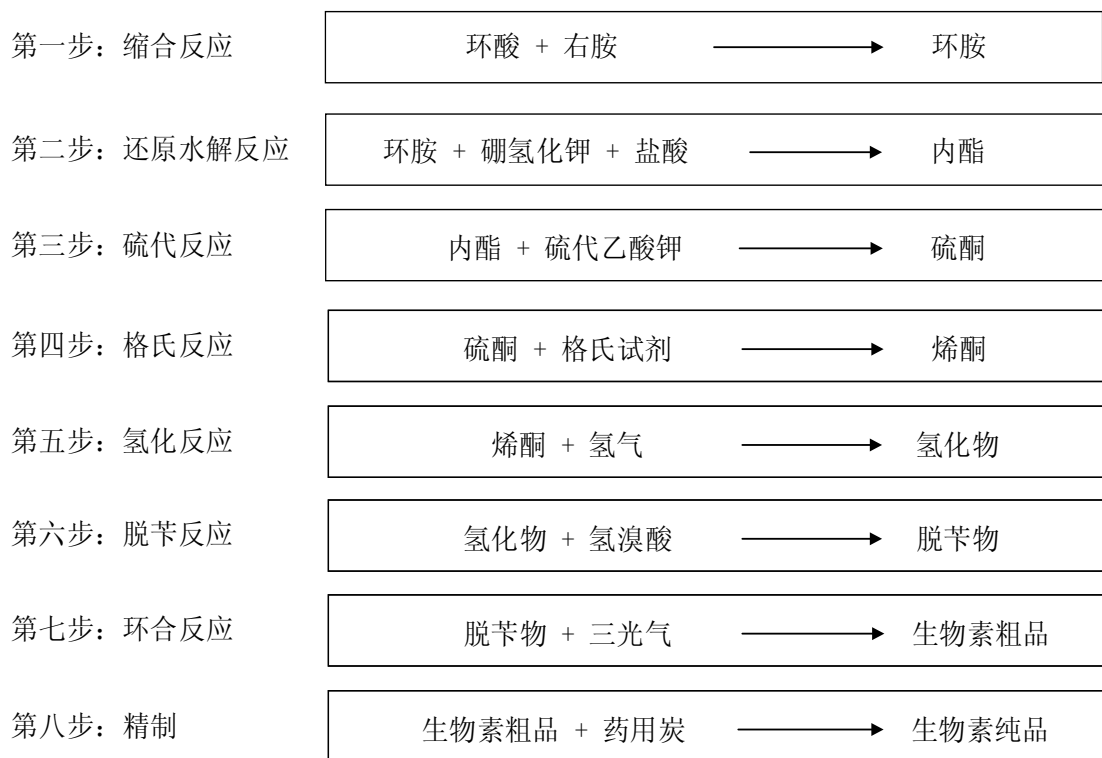 第一步：缩合反应 环酸 + 右胺 环胺
第二步：还原水解反应 环胺 + 硼氢化钾 + 盐酸 内酯
第三步：硫代反应 内酯 + 硫代乙酸钾 硫酮
第四步：格氏反应 硫酮 + 格氏试剂 烯酮
第五步：氢化反应 烯酮 + 氢气 氢化物
第六步：脱苄反应 氢化物 + 氢溴酸 脱苄物
第七步：环合反应 脱苄物 + 三光气 生物素粗品
第八步：精制 生物素粗品 + 药用炭 生物素纯品